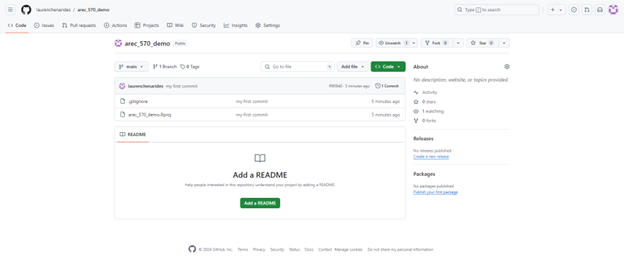 laurenchenarides / arec_570_demo
Type / to search
Code Issues Pull requests Actions Projects Wiki Security Insights Settings
arec_570_demo Public
Pin Unwatch 1 Fork 0 Star 0
main 1 Branch 0 Tags
Go to file
Add file
Code
laurenchenarides my first commit
5 minutes ago
1 Commit
.gitignore my first commit 5 minutes ago
arec_570_demo.Rproj my first commit 5 minutes ago
README
Add a README
Help people interested in this repository understand your project by adding a README.
Add a README
About
No description, website, or topics provided.
Activity
0 stars
1 watching
0 forks
Releases
No releases published
Create a new release
Packages
No packages published
Publish your first package
© 2024 GitHub, Inc. Terms Privacy Security Status Docs Contact Manage cookies Do not share my personal information